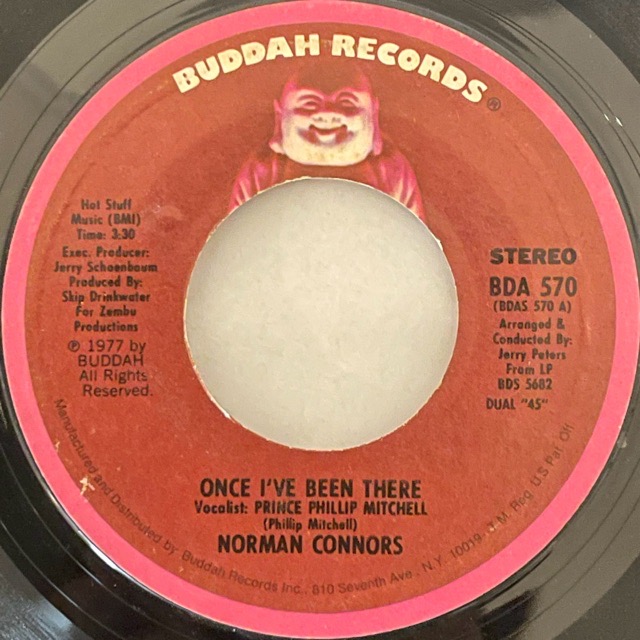 BUDDAH RECORDS®
Hot Stuff
Music (BMI)
Time: 3:30
Exec. Producer:
Jerry Schoenbaum
Produced By:
Skip Drinkwater
For Zembu
Productions
℗ 1977 by
BUDDAH
All Rights
Reserved.
STEREO
BDA 570
(BDAS 570 A)
Arranged &
Conducted By:
Jerry Peters
From LP
BDS 5682
DUAL "45"
ONCE I'VE BEEN THERE
Vocalist: PRINCE PHILLIP MITCHELL
(Phillip Mitchell)
NORMAN CONNORS
Manufactured and Distributed by Buddah Records Inc., 810 Seventh Ave., N.Y. 10019. T.M. Reg. U.S Pat. Off